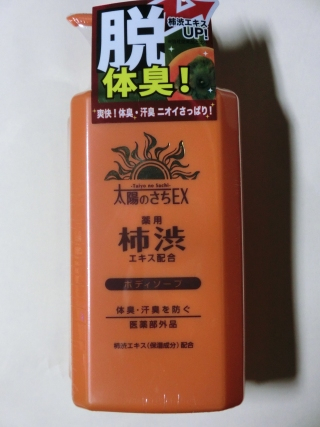 脱
体臭!
柿渋エキス
UP!
爽快!体臭・汗臭 ニオイさっぱり!
-Taiyo no Sachi-
太陽のさちEX
薬用
柿渋
エキス配合
ボディソープ
体臭・汗臭を防ぐ
医薬部外品
柿渋エキス(保湿成分)配合